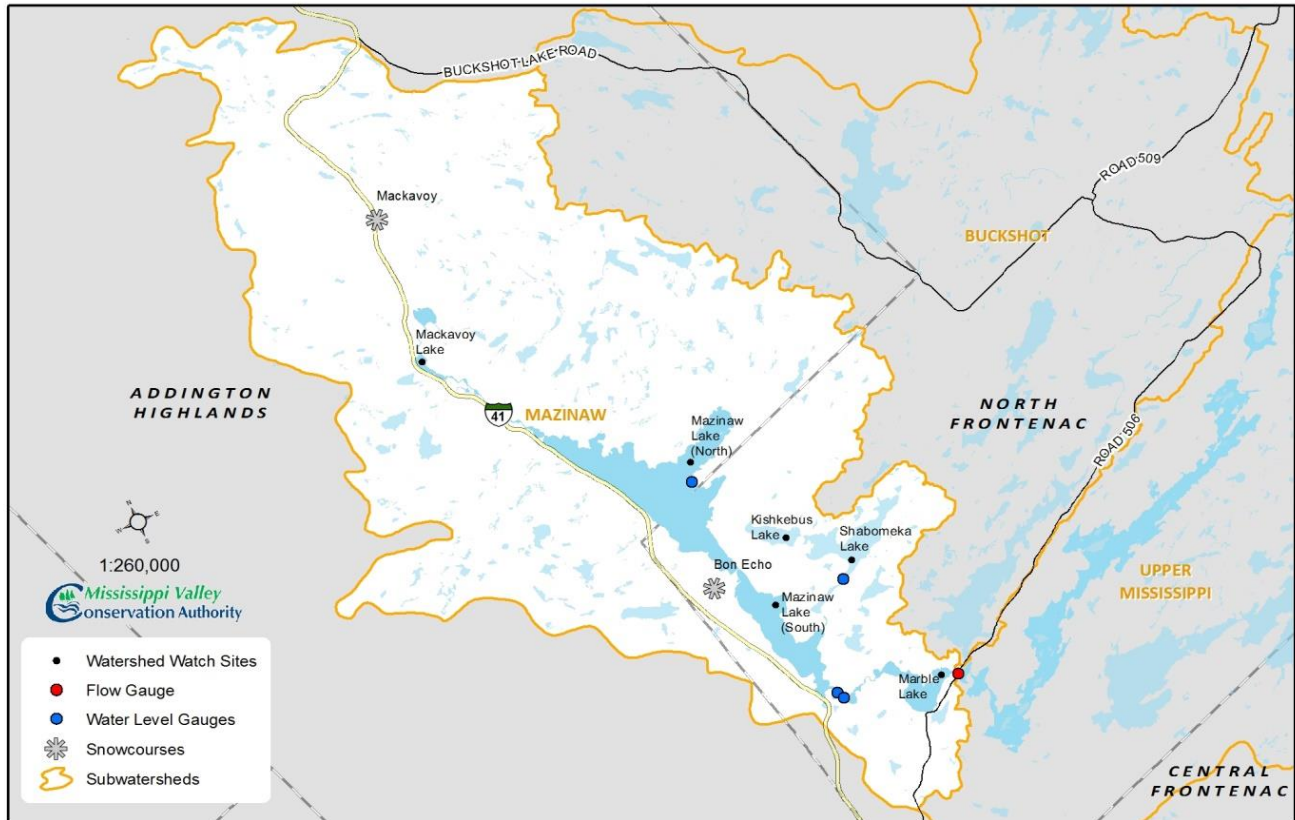 BUCKSHOT LAKE ROAD
ROAD 509
Mackavoy
BUCKSHOT
Mackavoy
Lake
ADDINGTON
HIGHLANDS
41
MAZINAW
NORTH
FRONTENAC
Mazinaw
Lake
(North)
ROAD 506
Kishkebus
Lake
Shabomeka
Lake
N
E
W
S
1:260,000
Bon Echo
UPPER
MISSISSIPPI
Mississippi Valley
Conservation Authority
Mazinaw
Lake
(South)
Marble
Lake
Watershed Watch Sites
Flow Gauge
Water Level Gauges
Snowcourses
Subwatersheds
CENTRAL
FRONTENAC